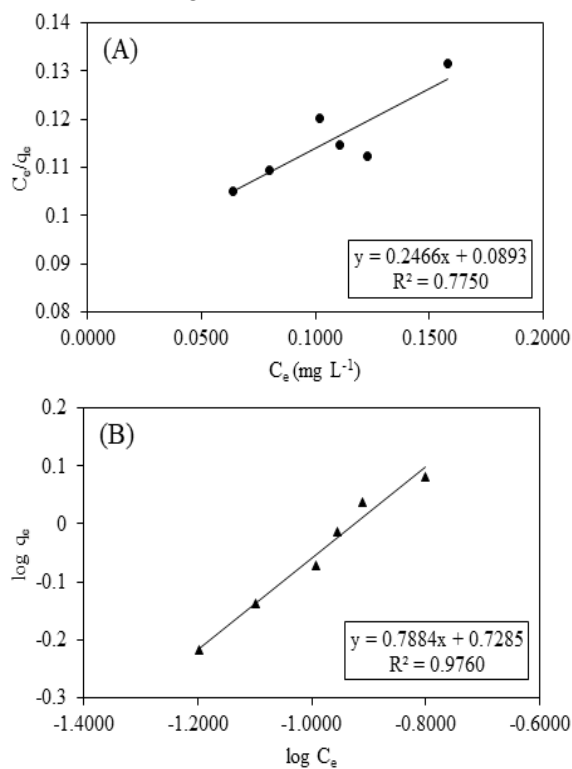 0.14
(A)
0.13
0.12
0.11
0.1
0.09
0.08
Cₑ/qₑ
y = 0.2466x + 0.0893
R² = 0.7750
0.0000 0.0500 0.1000 0.1500 0.2000
Cₑ (mg L⁻¹)
0.2
(B)
0.1
0
-0.1
-0.2
-0.3
log qₑ
y = 0.7884x + 0.7285
R² = 0.9760
-1.4000 -1.2000 -1.0000 -0.8000 -0.6000
log Cₑ